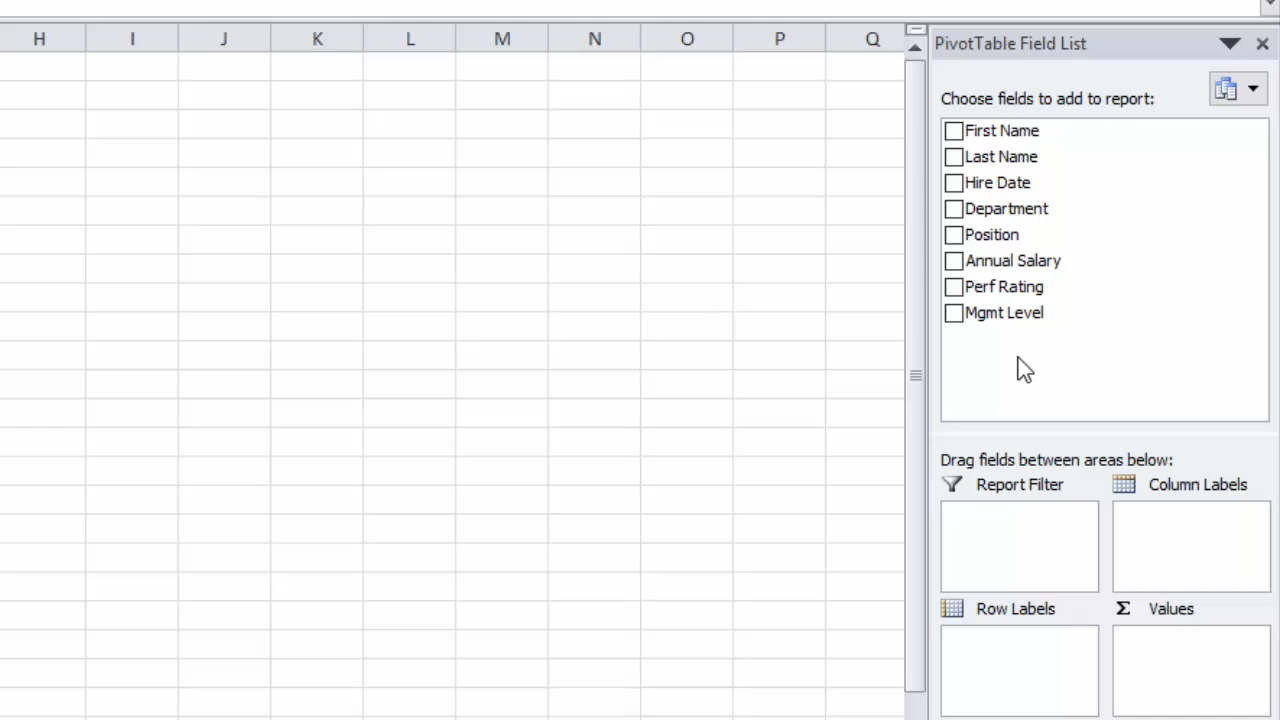 H I J K L M N O P Q
PivotTable Field List
Choose fields to add to report:
First Name
Last Name
Hire Date
Department
Position
Annual Salary
Perf Rating
Mgmt Level
Drag fields between areas below:
Report Filter
Column Labels
Row Labels
Σ Values